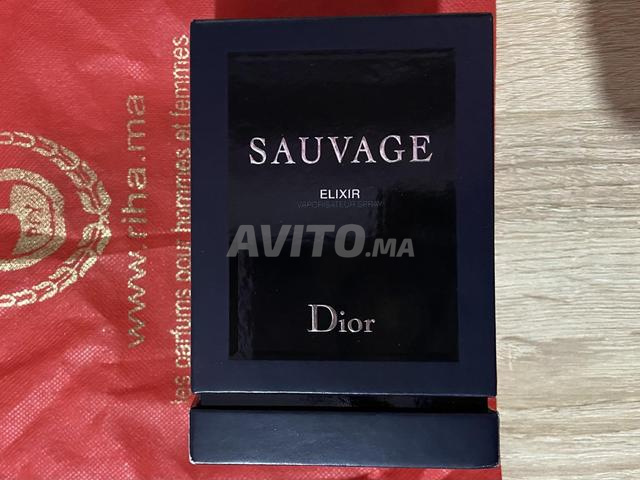 SAUVAGE
ELIXIR
VAPORISATEUR SPRAY
AVITO.MA
Dior
www.riha.ma
les parfums pour hommes et femmes